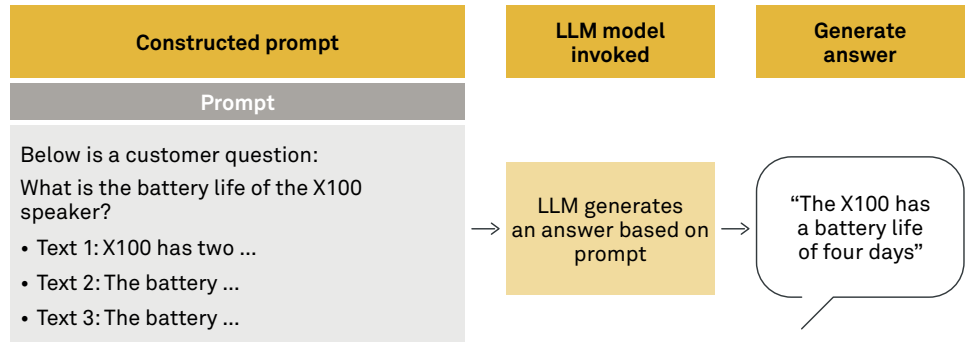 Constructed prompt
LLM model
invoked
Generate
answer
Prompt
Below is a customer question:
What is the battery life of the X100
speaker?
• Text 1: X100 has two ...
• Text 2: The battery ...
• Text 3: The battery ...
LLM generates
an answer based on
prompt
“The X100 has
a battery life
of four days”